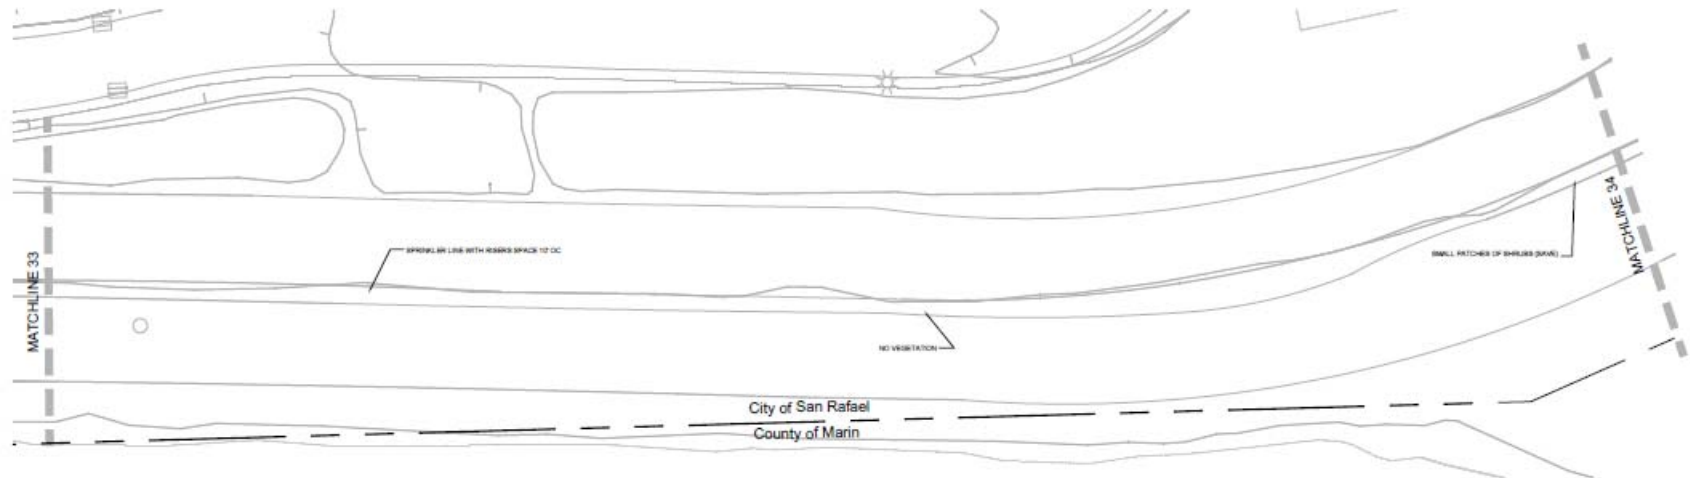 MATCHLINE 33
SPRINKLER LINE WITH RISERS SPACE 10' OC
NO VEGETATION
SMALL PATCHES OF SHRUBS (SAVE)
MATCHLINE 34
City of San Rafael
County of Marin